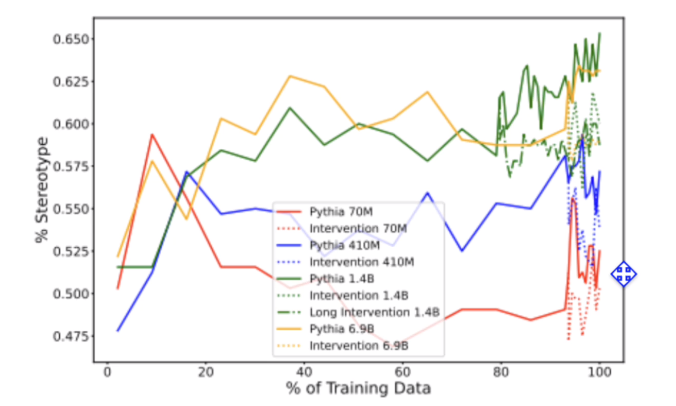 0.650
0.625
0.600
0.575
0.550
0.525
0.500
0.475
% Stereotype
Pythia 70M
Intervention 70M
Pythia 410M
Intervention 410M
Pythia 1.4B
Intervention 1.4B
Long Intervention 1.4B
Pythia 6.9B
Intervention 6.9B
0 20 40 60 80 100
% of Training Data